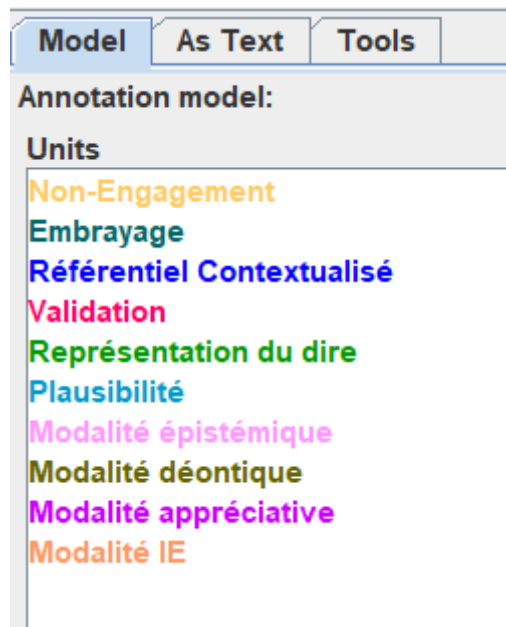 Model As Text Tools
Annotation model:
Units
Non-Engagement
Embrayage
Référentiel Contextualisé
Validation
Représentation du dire
Plausibilité
Modalité épistémique
Modalité déontique
Modalité appréciative
Modalité IE